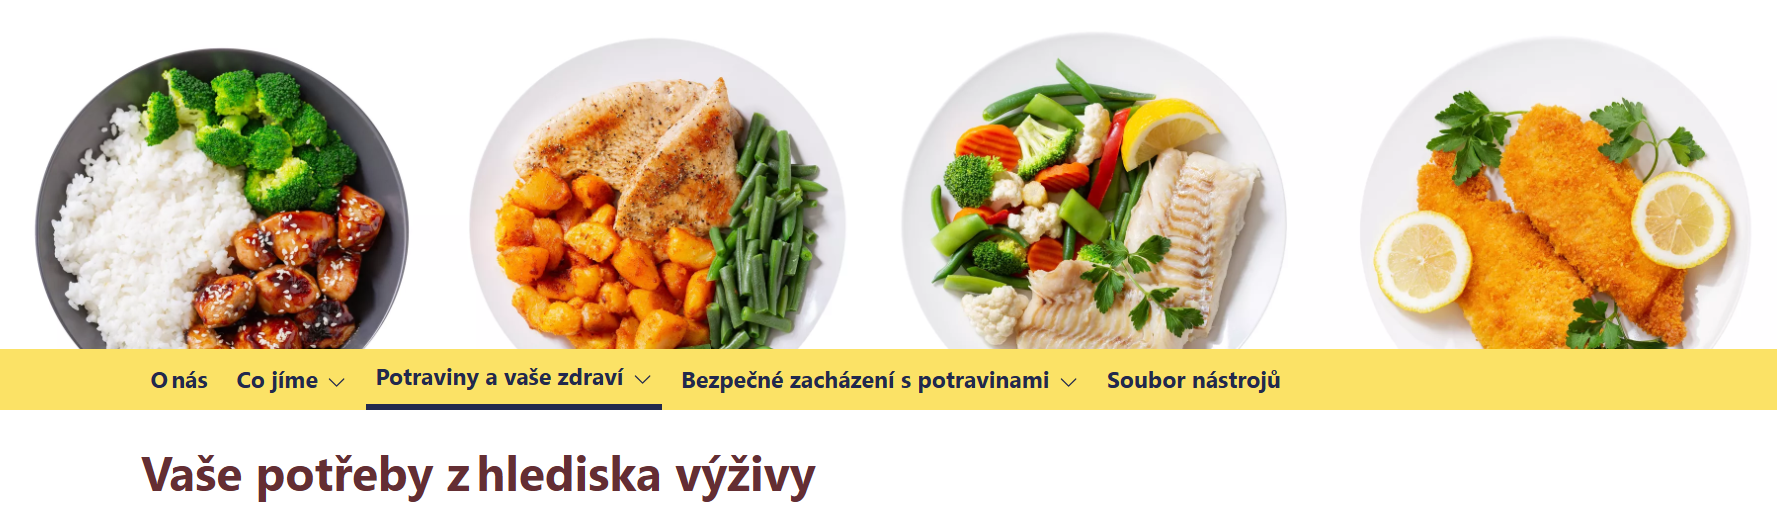 O nás Co jíme Potraviny a vaše zdraví Bezpečné zacházení s potravinami Soubor nástrojů
Vaše potřeby z hlediska výživy